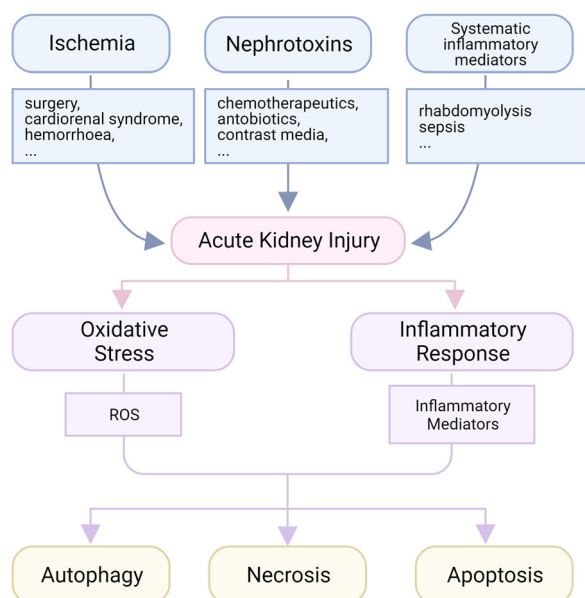 Ischemia
Nephrotoxins
Systematic
inflammatory
mediators
surgery,
cardiorenal syndrome,
hemorrhoea,
...
chemotherapeutics,
antobiotics,
contrast media,
...
rhabdomyolysis
sepsis
...
Acute Kidney Injury
Oxidative
Stress
Inflammatory
Response
ROS
Inflammatory
Mediators
Autophagy
Necrosis
Apoptosis